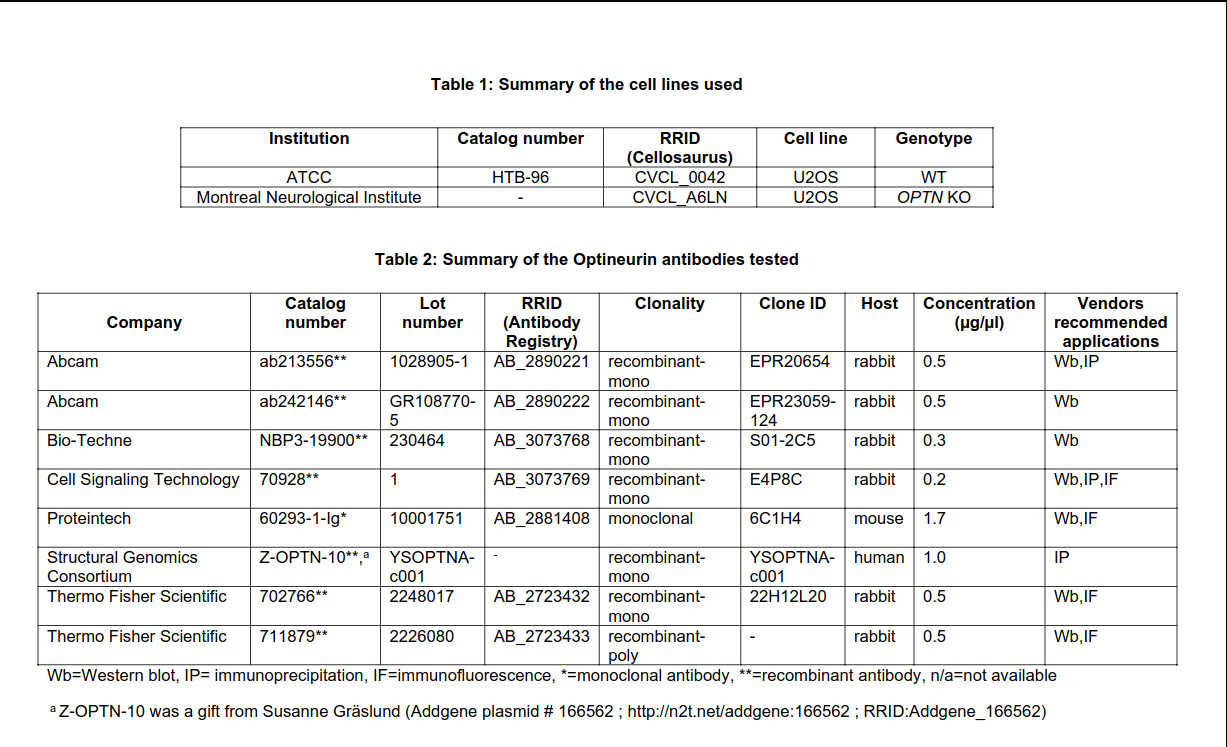 Table 1: Summary of the cell lines used
Institution Catalog number RRID (Cellosaurus) Cell line Genotype
ATCC HTB-96 CVCL_0042 U2OS WT
Montreal Neurological Institute - CVCL_A6LN U2OS OPTN KO
Table 2: Summary of the Optineurin antibodies tested
Company Catalog number Lot number RRID (Antibody Registry) Clonality Clone ID Host Concentration (µg/µl) Vendors recommended applications
Abcam ab213556** 1028905-1 AB_2890221 recombinant-mono EPR20654 rabbit 0.5 Wb,IP
Abcam ab242146** GR108770-5 AB_2890222 recombinant-mono EPR23059-124 rabbit 0.5 Wb
Bio-Techne NBP3-19900** 230464 AB_3073768 recombinant-mono S01-2C5 rabbit 0.3 Wb
Cell Signaling Technology 70928** 1 AB_3073769 recombinant-mono E4P8C rabbit 0.2 Wb,IP,IF
Proteintech 60293-1-Ig* 10001751 AB_2881408 monoclonal 6C1H4 mouse 1.7 Wb,IF
Structural Genomics Consortium Z-OPTN-10**,ᵃ YSOPTNA-c001 - recombinant-mono YSOPTNA-c001 human 1.0 IP
Thermo Fisher Scientific 702766** 2248017 AB_2723432 recombinant-mono 22H12L20 rabbit 0.5 Wb,IF
Thermo Fisher Scientific 711879** 2226080 AB_2723433 recombinant-poly - rabbit 0.5 Wb,IF
Wb=Western blot, IP= immunoprecipitation, IF=immunofluorescence, *=monoclonal antibody, **=recombinant antibody, n/a=not available
ᵃ Z-OPTN-10 was a gift from Susanne Gräslund (Addgene plasmid # 166562 ; http://n2t.net/addgene:166562 ; RRID:Addgene_166562)